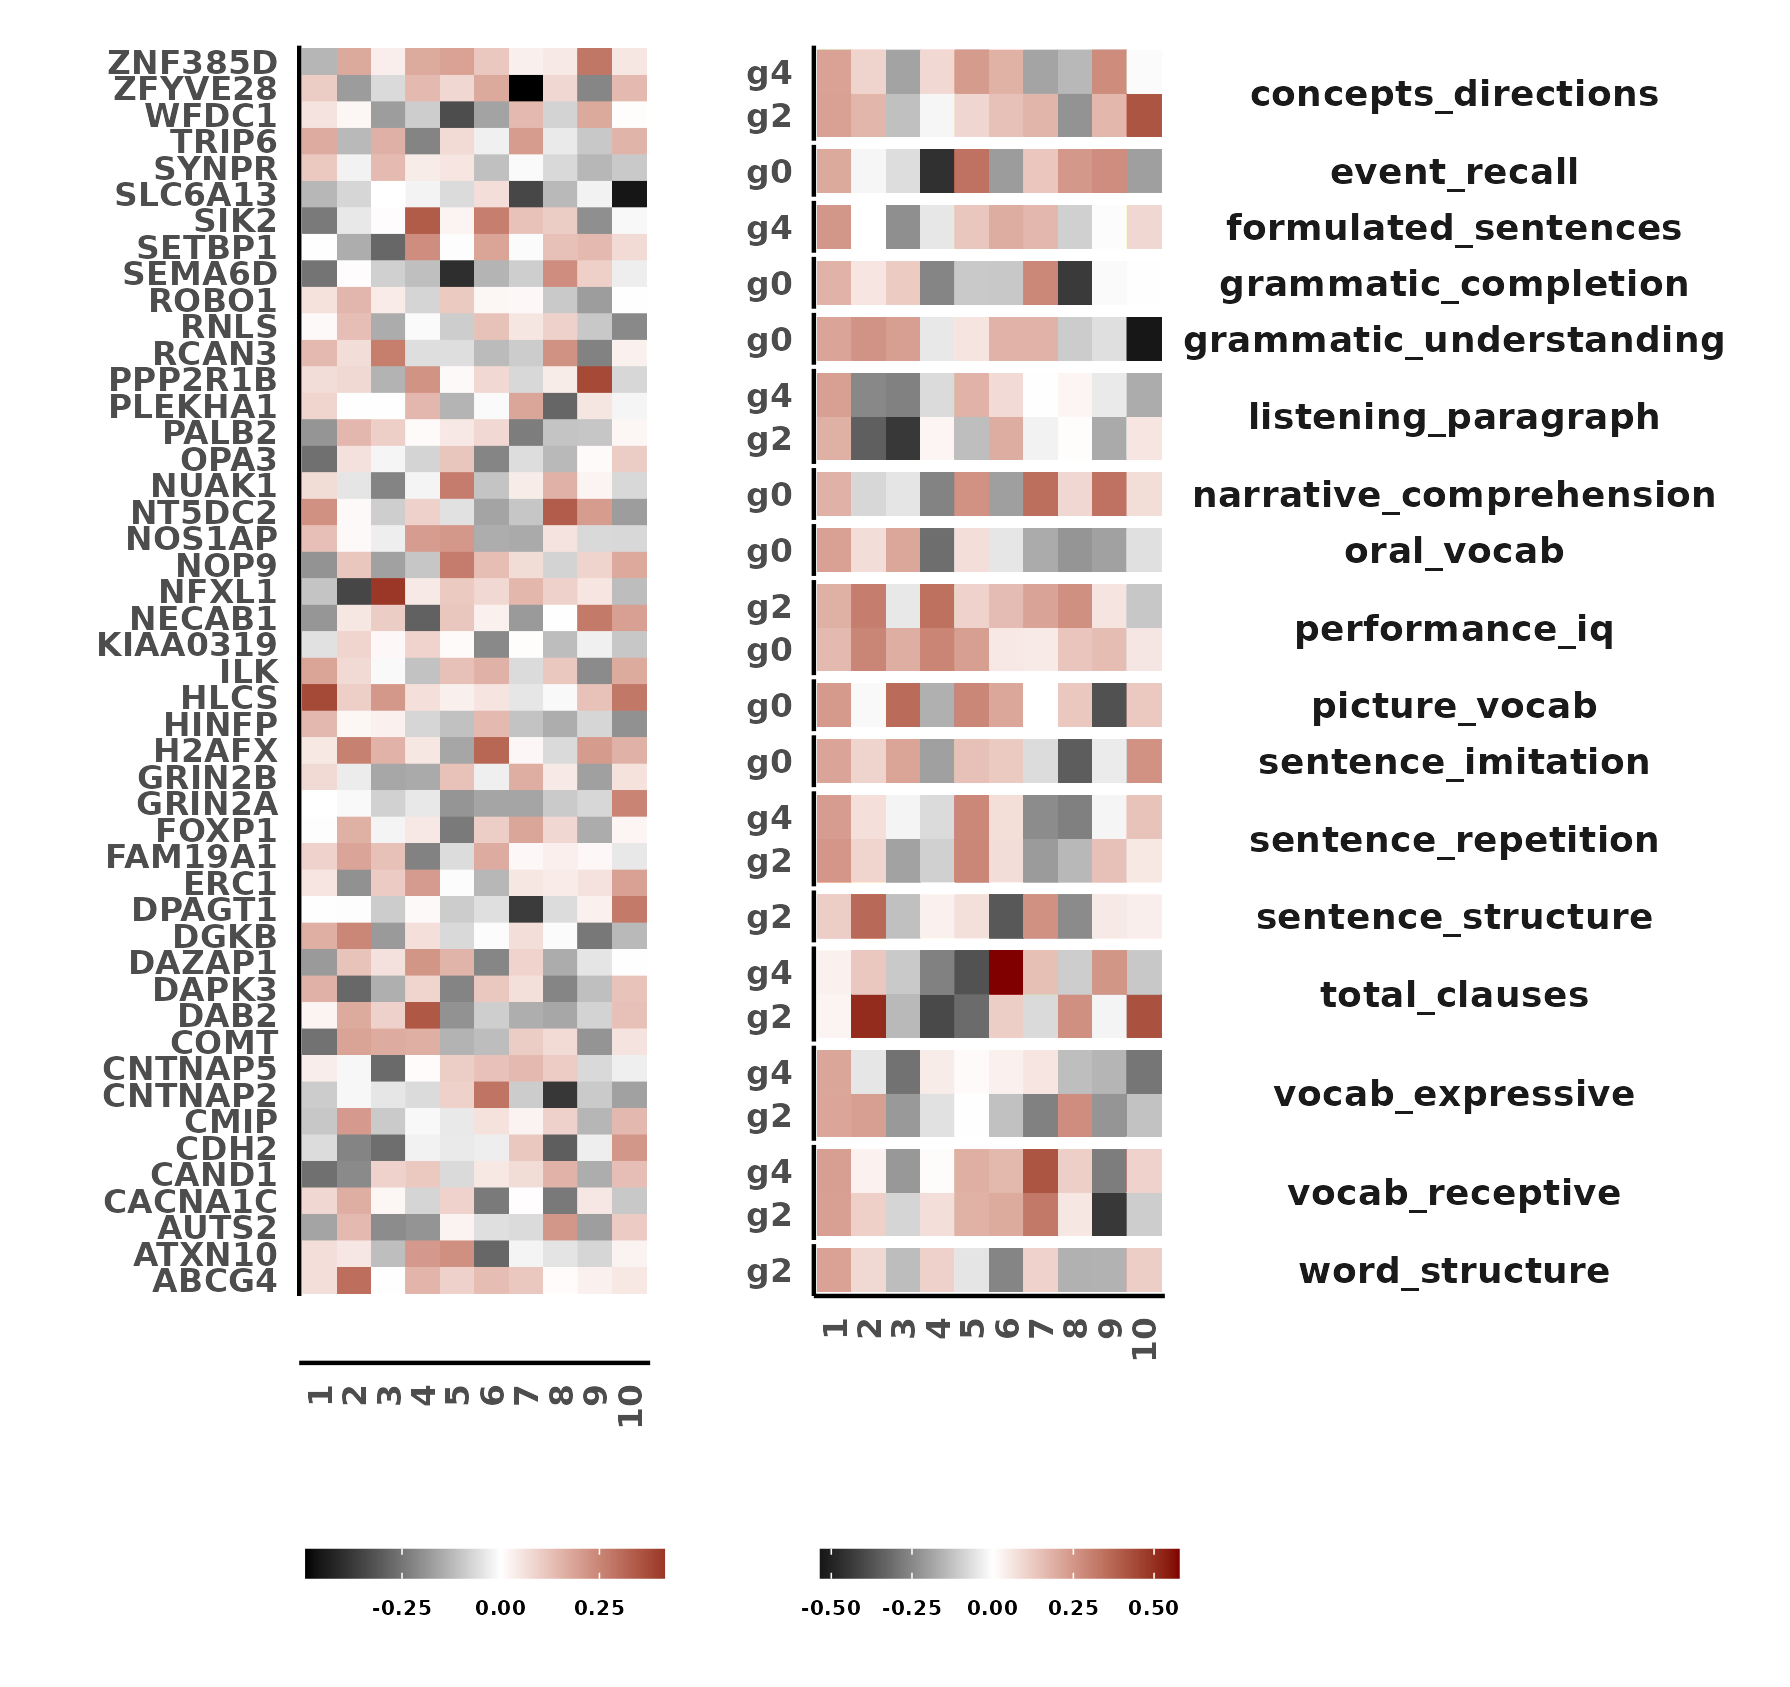 ZNF385D
ZFYVE28
WFDC1
TRIP6
SYNPR
SLC6A13
SIK2
SETBP1
SEMA6D
ROBO1
RNLS
RCAN3
PPP2R1B
PLEKHA1
PALB2
OPA3
NUAK1
NT5DC2
NOS1AP
NOP9
NFXL1
NECAB1
KIAA0319
ILK
HLCS
HINFP
H2AFX
GRIN2B
GRIN2A
FOXP1
FAM19A1
ERC1
DPAGT1
DGKB
DAZAP1
DAPK3
DAB2
COMT
CNTNAP5
CNTNAP2
CMIP
CDH2
CAND1
CACNA1C
AUTS2
ATXN10
ABCG4
1 2 3 4 5 6 7 8 9 10
-0.25 0.00 0.25
g4
g2
concepts_directions
g0 event_recall
g4 formulated_sentences
g0 grammatic_completion
g0 grammatic_understanding
g4
g2
listening_paragraph
g0 narrative_comprehension
g0 oral_vocab
g2
g0
performance_iq
g0 picture_vocab
g0 sentence_imitation
g4
g2
sentence_repetition
g2 sentence_structure
g4
g2
total_clauses
g4
g2
vocab_expressive
g4
g2
vocab_receptive
g2 word_structure
1 2 3 4 5 6 7 8 9 10
-0.50 -0.25 0.00 0.25 0.50